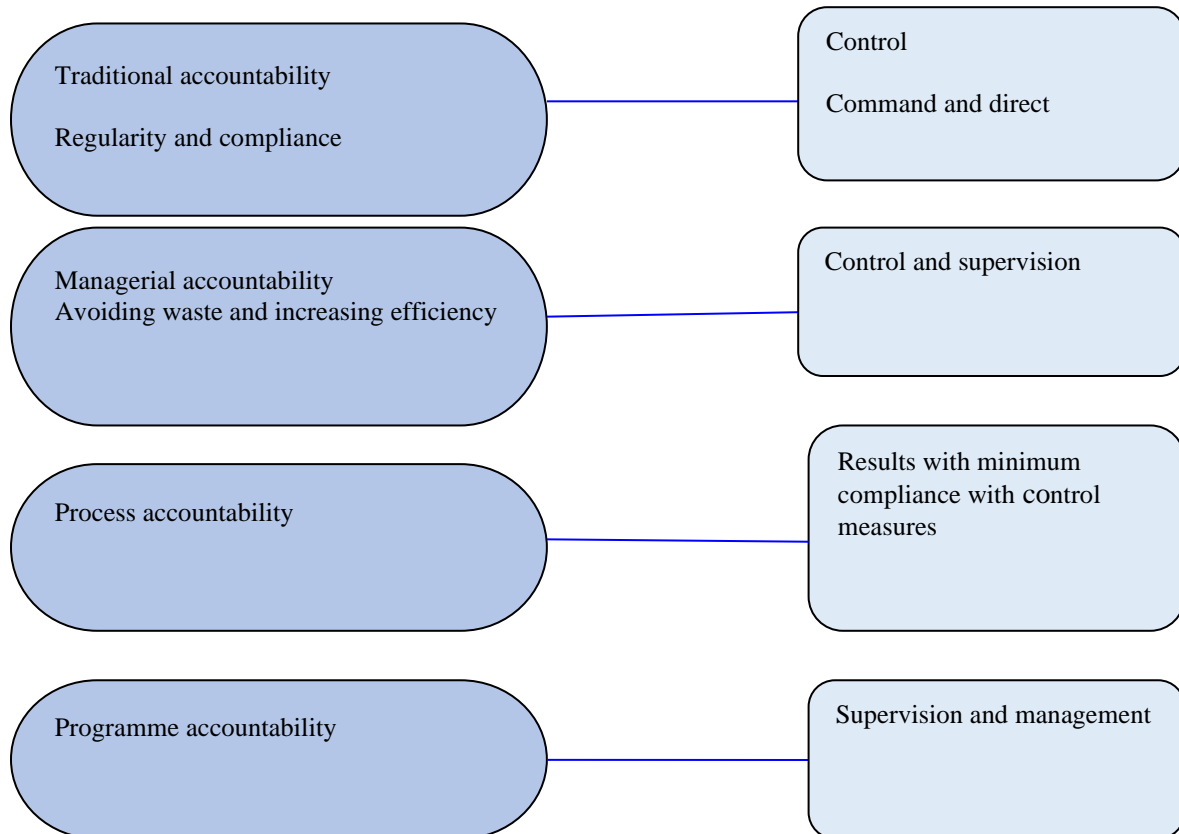 Traditional accountability
Regularity and compliance
Control
Command and direct
Managerial accountability
Avoiding waste and increasing efficiency
Control and supervision
Process accountability
Results with minimum
compliance with control
measures
Programme accountability
Supervision and management